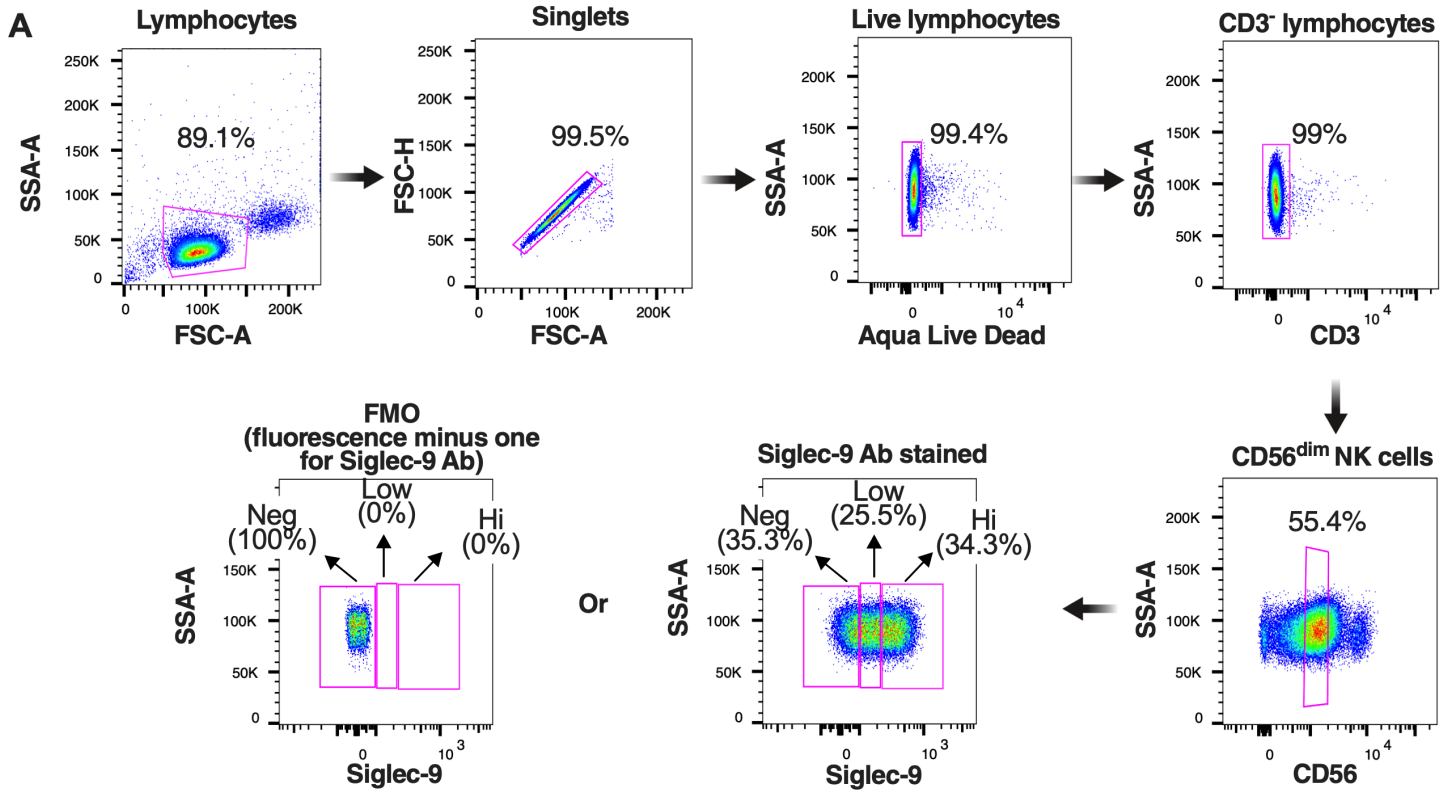 A
Lymphocytes
250K
200K
150K
100K
50K
0
SSA-A
89.1%
0 100K 200K
FSC-A
Singlets
250K
200K
150K
100K
50K
0
FSC-H
99.5%
0 100K 200K
FSC-A
Live lymphocytes
200K
150K
100K
50K
0
SSA-A
99.4%
0 10^4
Aqua Live Dead
CD3⁻ lymphocytes
200K
150K
100K
50K
0
SSA-A
99%
0 10^4
CD3
FMO
(fluorescence minus one
for Siglec-9 Ab)
Low
(0%)
Neg
(100%)
Hi
(0%)
150K
100K
50K
0
SSA-A
0 10^3
Siglec-9
Or
Siglec-9 Ab stained
Low
(25.5%)
Neg
(35.3%)
Hi
(34.3%)
150K
100K
50K
0
SSA-A
0 10^3
Siglec-9
CD56^dim NK cells
200K
150K
100K
50K
0
SSA-A
55.4%
0 10^4
CD56